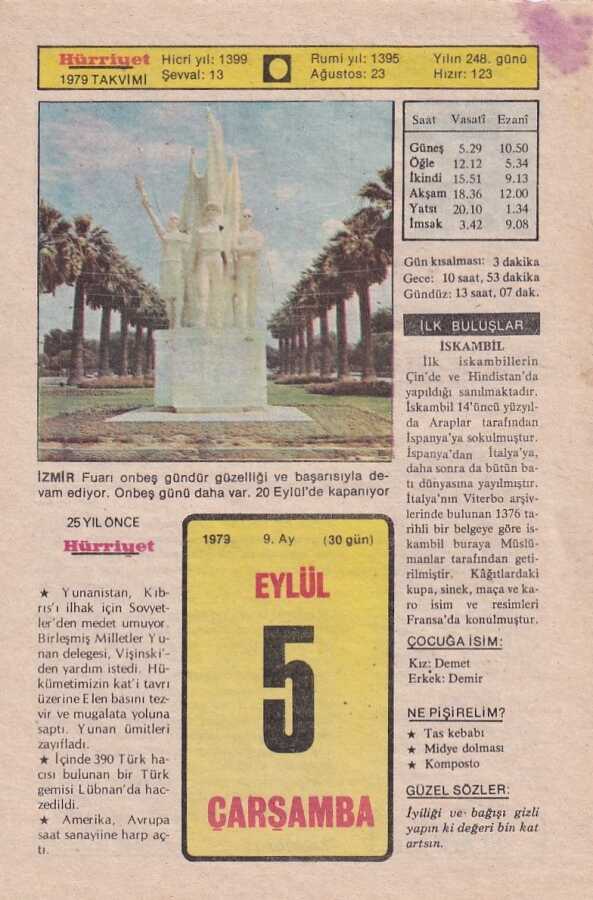 Hürriyet
1979 TAKVİMİ
Hicri yıl: 1399
Şevval: 13
Rumi yıl: 1395
Ağustos: 23
Yılın 248. günü
Hızır: 123
Saat Vasatî Ezanî
Güneş 5.29 10.50
Öğle 12.12 5.34
İkindi 15.51 9.13
Akşam 18.36 12.00
Yatsı 20.10 1.34
İmsak 3.42 9.08
Gün kısalması: 3 dakika
Gece: 10 saat, 53 dakika
Gündüz: 13 saat, 07 dak.
İLK BULUŞLAR
İSKAMBİL
İlk iskambillerin
Çin'de ve Hindistan'da
yapıldığı sanılmaktadır.
İskambil 14'üncü yüzyıl-
da Araplar tarafından
İspanya'ya sokulmuştur.
İspanya'dan İtalya'ya,
daha sonra da bütün ba-
tı dünyasına yayılmıştır.
İtalya'nın Viterbo arşiv-
lerinde bulunan 1376 ta-
rihli bir belgeye göre is-
kambil buraya Müslü-
manlar tarafından geti-
rilmiştir. Kâğıtlardaki
kupa, sinek, maça ve ka-
ro isim ve resimleri
Fransa'da konulmuştur.
ÇOCUĞA İSİM:
Kız: Demet
Erkek: Demir
NE PİŞİRELİM?
★ Tas kebabı
★ Midye dolması
★ Komposto
GÜZEL SÖZLER:
İyiliği ve bağışı gizli
yapın ki değeri bin kat
artsın.
İZMİR Fuarı onbeş gündür güzelliği ve başarısıyla de-
vam ediyor. Onbeş günü daha var. 20 Eylül'de kapanıyor
25 YIL ÖNCE
Hürriyet
★ Yunanistan, Kıb-
rıs'ı ilhak için Sovyet-
ler'den medet umuyor.
Birleşmiş Milletler Yu-
nan delegesi, Vişinski'-
den yardım istedi. Hü-
kümetimizin kat'i tavrı
üzerine Elen basını tez-
vir ve mugalata yoluna
saptı. Yunan ümitleri
zayıfladı.
★ İçinde 390 Türk ha-
cısı bulunan bir Türk
gemisi Lübnan'da hac-
zedildi.
★ Amerika, Avrupa
saat sanayiine harp aç-
tı.
1979 9. Ay (30 gün)
EYLÜL
5
ÇARŞAMBA